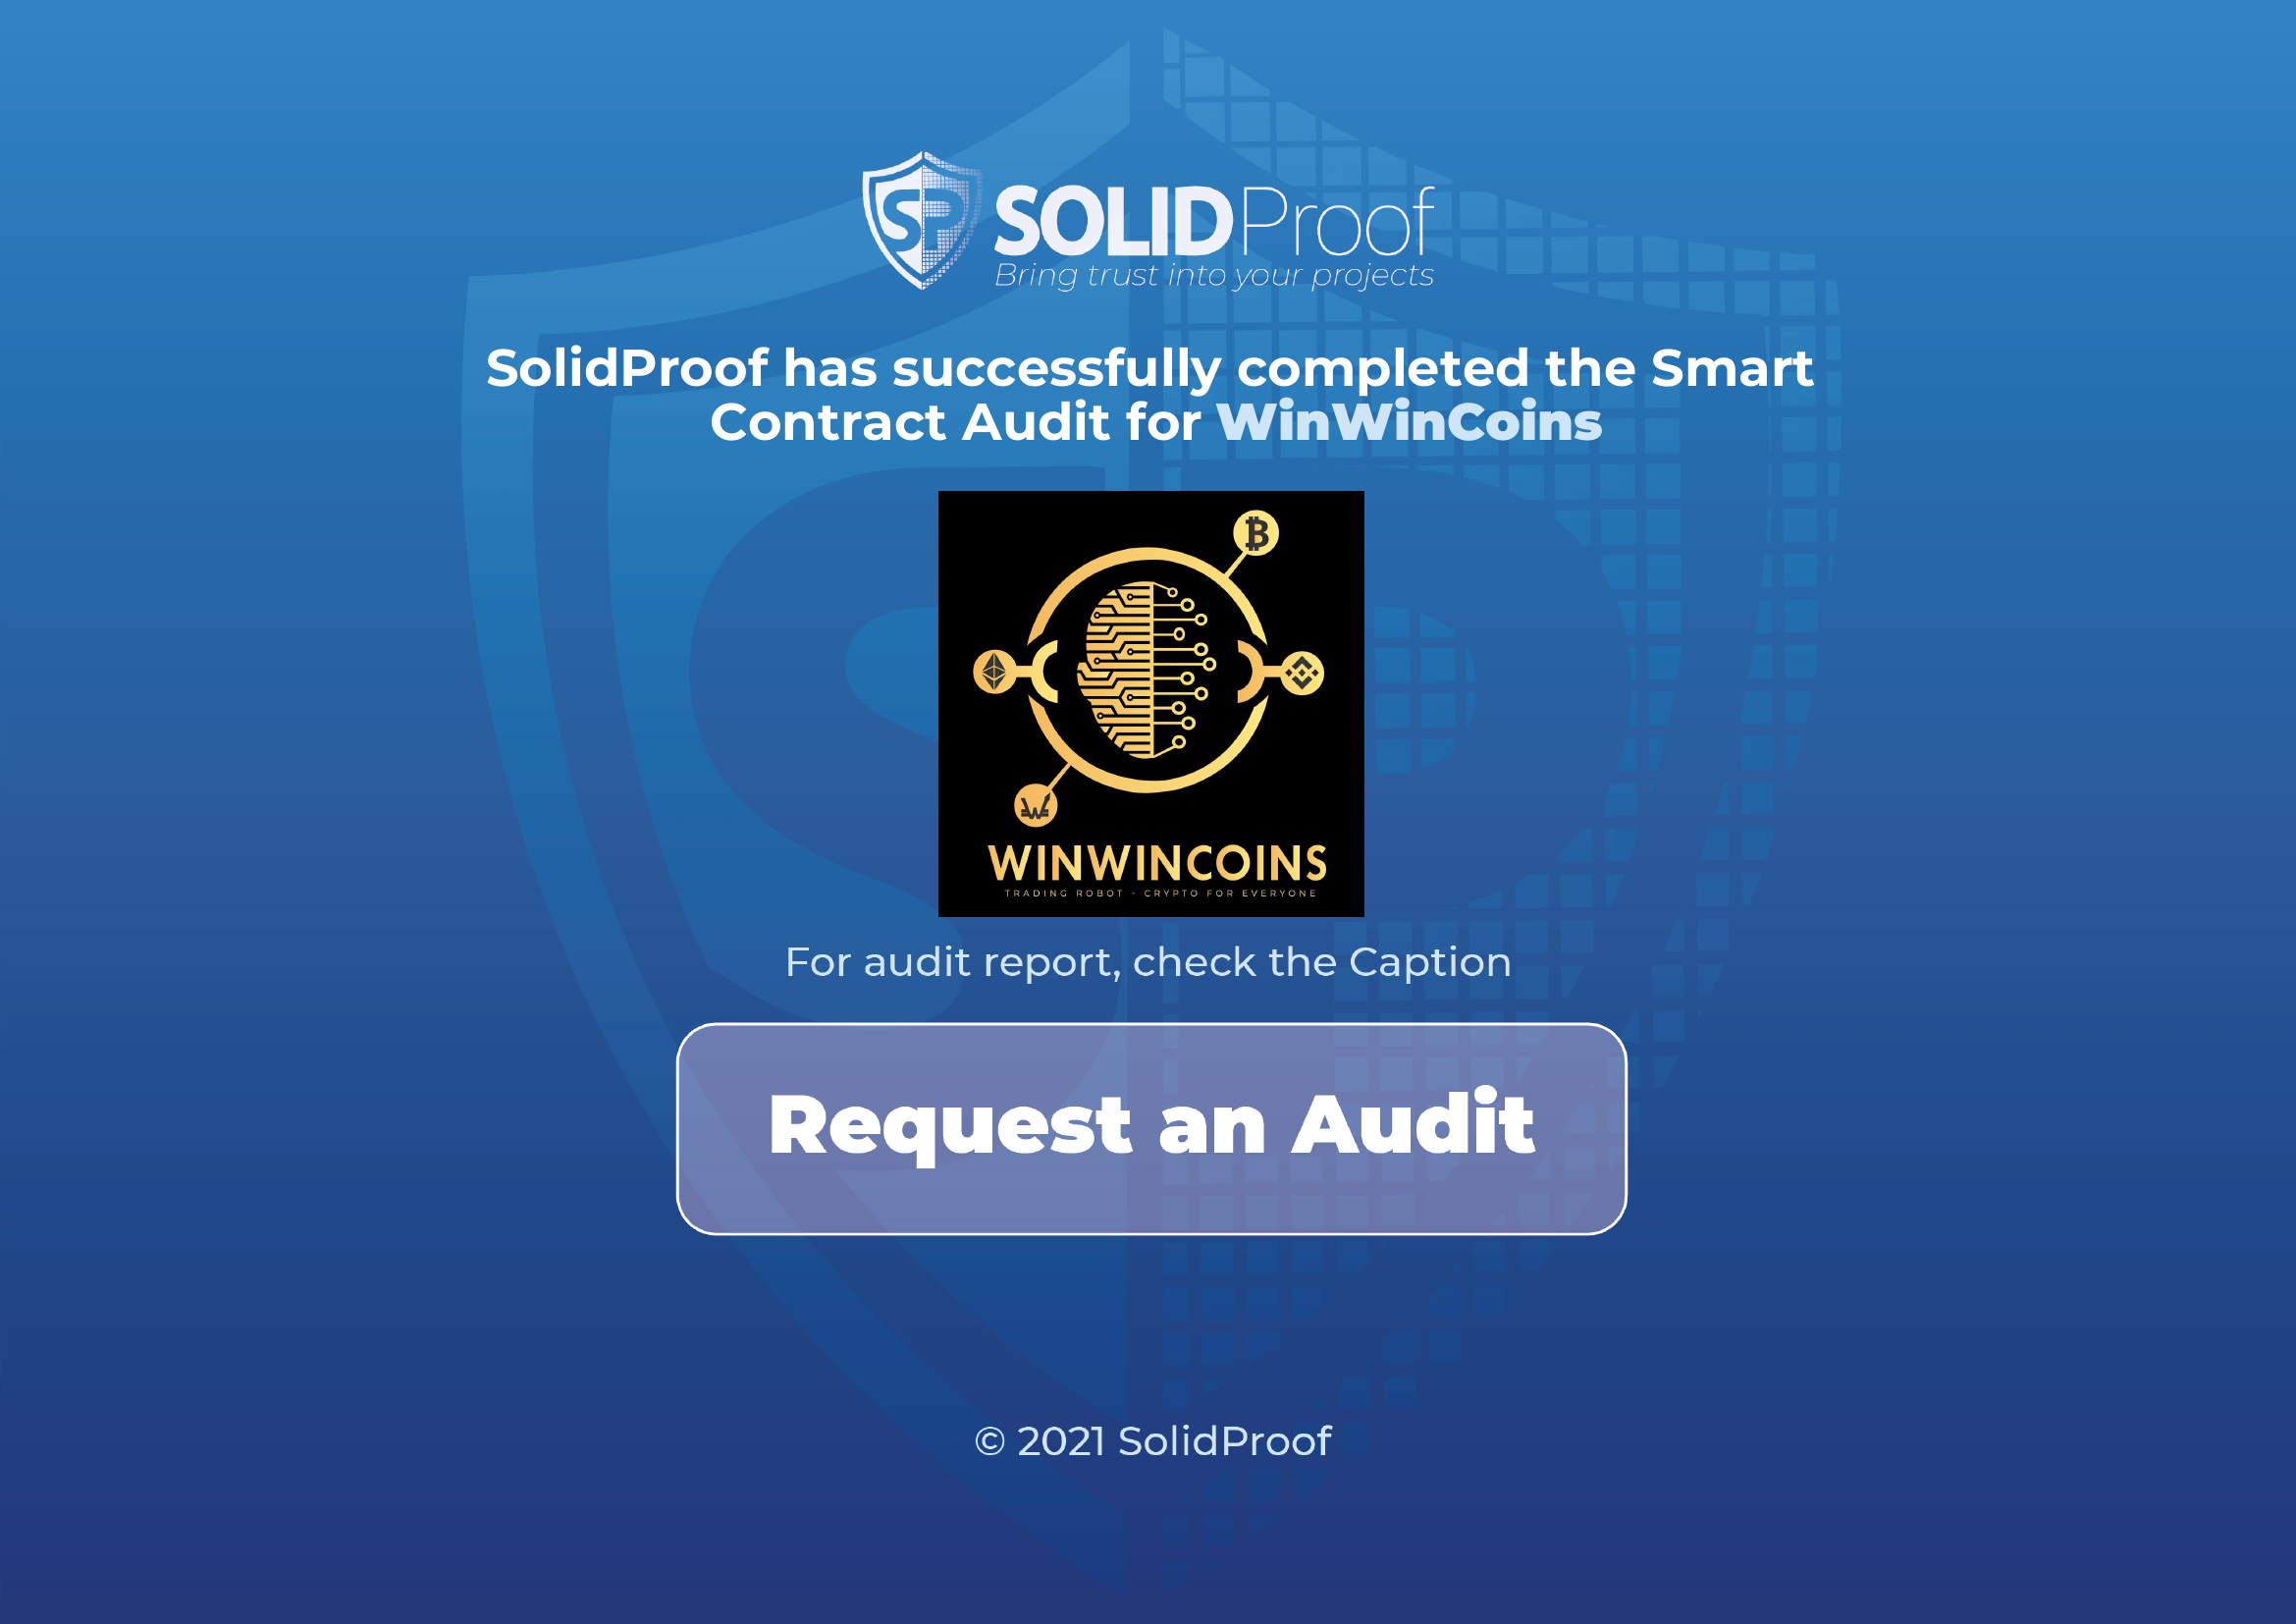 SP SOLIDProof
Bring trust into your projects
SolidProof has successfully completed the Smart
Contract Audit for WinWinCoins
WINWINCOINS
TRADING ROBOT - CRYPTO FOR EVERYONE
For audit report, check the Caption
Request an Audit
© 2021 SolidProof